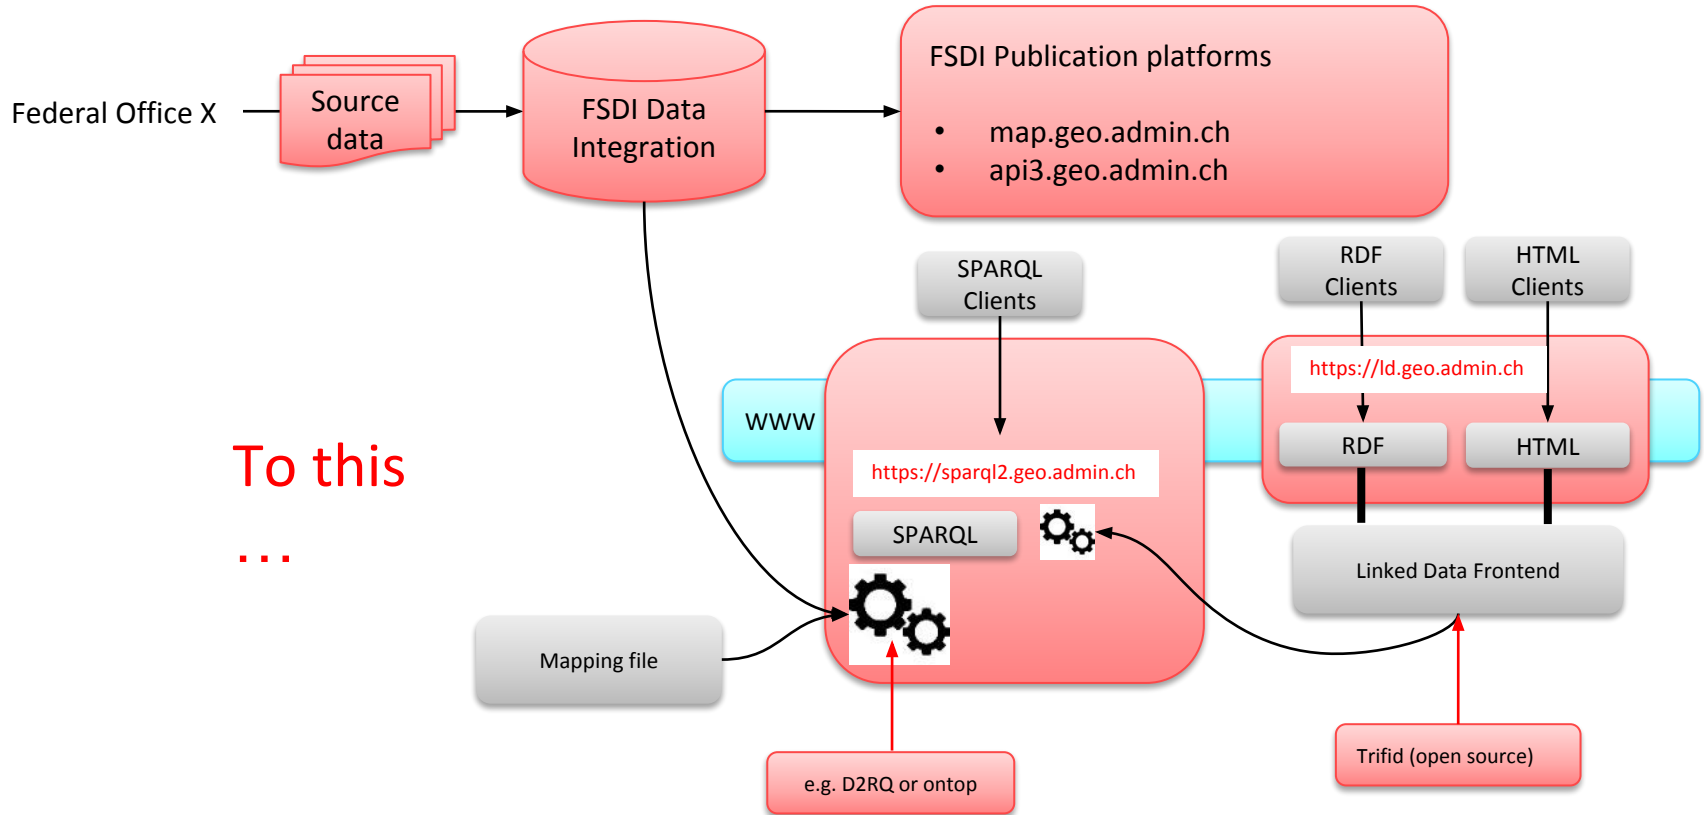 Federal Office X
Source
data
FSDI Data
Integration
FSDI Publication platforms
• map.geo.admin.ch
• api3.geo.admin.ch
SPARQL
Clients
RDF
Clients
HTML
Clients
https://ld.geo.admin.ch
WWW
RDF
HTML
To this
...
https://sparql2.geo.admin.ch
SPARQL
Linked Data Frontend
Mapping file
e.g. D2RQ or ontop
Trifid (open source)